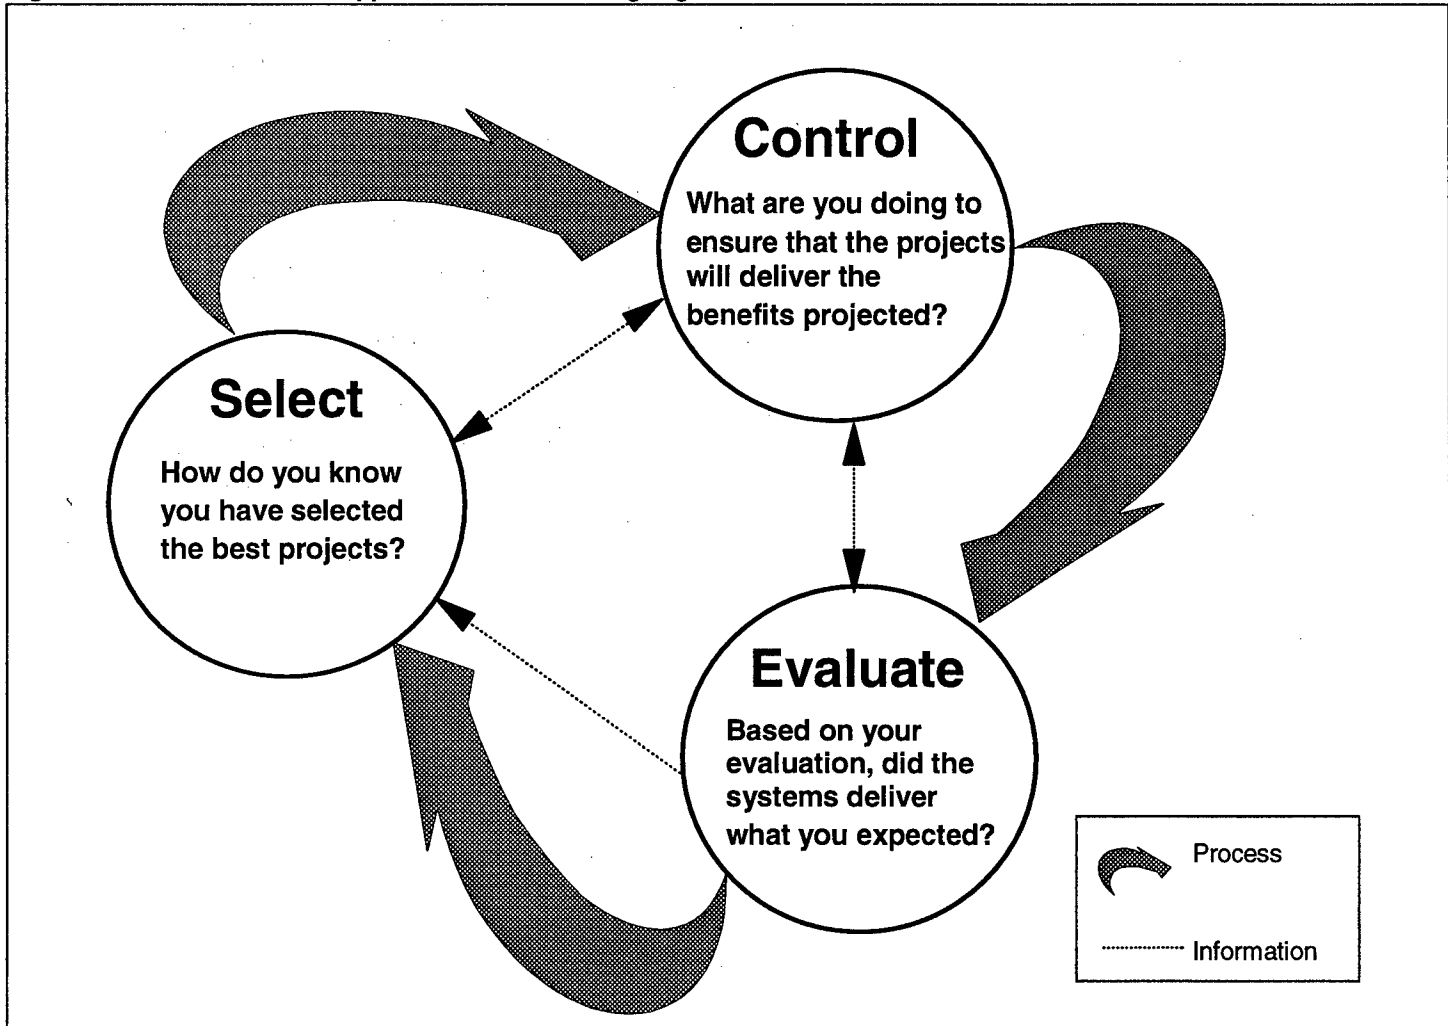 Control
What are you doing to
ensure that the projects
will deliver the
benefits projected?
Select
How do you know
you have selected
the best projects?
Evaluate
Based on your
evaluation, did the
systems deliver
what you expected?
Process
Information